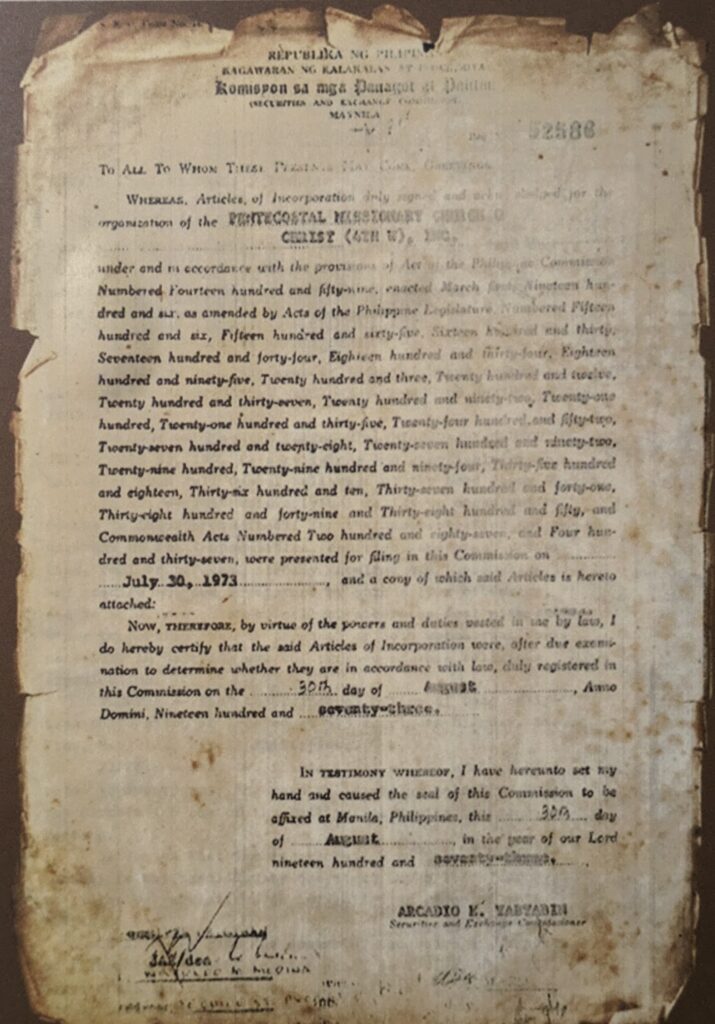 REPUBLIKA NG PILIPIN
KAGAWARAN NG KALAKALAN AT
Komisyon sa mga Panagot at
(SECURITIES AND EXCHANGE
MAYNILA
52586
TO ALL TO WHOM THESE PRESENTS MAY COME, GREETINGS
WHEREAS, Articles of Incorporation duly signed and for the
organization of the PENTECOSTAL MISSIONARY CHURCH O
CHRIST (4TH W), INC.
under and in accordance with the provisions of Act of the Philippine Commission
Numbered Fourteen hundred and fifty-nine, enacted March first, Nineteen hun-
dred and six, as amended by Acts of the Philippine Legislature, Numbered Fifteen
hundred and six, Fifteen hundred and sixty-five, Sixteen hundred and thirty,
Seventeen hundred and forty-four, Eighteen hundred and thirty-four, Eighteen
hundred and ninety-five, Twenty hundred and three, Twenty hundred and twelve,
Twenty hundred and thirty-seven, Twenty hundred and ninety-two, Twenty-one
hundred, Twenty-one hundred and thirty-five, Twenty-four hundred and fifty-two,
Twenty-seven hundred and twenty-eight, Twenty-seven hundred and ninety-two,
Twenty-nine hundred, Twenty-nine hundred and ninety-four, Thirty-five hundred
and eighteen, Thirty-six hundred and ten, Thirty-seven hundred and forty-one,
Thirty-eight hundred and forty-nine and Thirty-eight hundred and fifty, and
Commonwealth Acts Numbered Two hundred and eighty-seven, and Four hun-
dred and thirty-seven, were presented for filing in this Commission on
July 30, 1973, and a copy of which said Articles is hereto
attached:
NOW, THEREFORE, by virtue of the powers and duties vested in me by law, I
do hereby certify that the said Articles of Incorporation were, after due exami-
nation to determine whether they are in accordance with law, duly registered in
this Commission on the 30th day of August, Anno
Domini, Nineteen hundred and seventy-three.
IN TESTIMONY WHEREOF, I have hereunto set my
hand and caused the seal of this Commission to be
affixed at Manila, Philippines, this 30th day
of August, in the year of our Lord
nineteen hundred and seventy-three.
ARCADIO E. YABYABIN
Securities and Exchange Commissioner